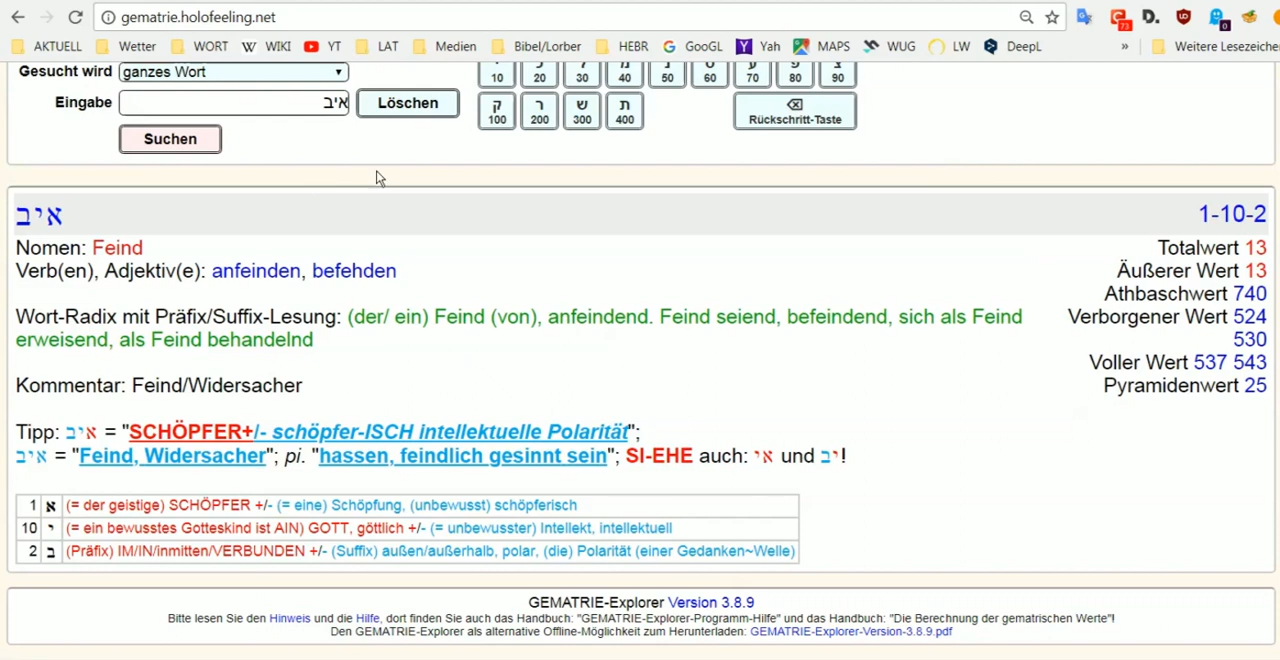 gematrie.holofeeling.net
AKTUELL Wetter WORT WIKI YT LAT Medien Bibel/Lorber HEBR GooGL Yah MAPS WUG LW DeepL » Weitere Lesezeiche
Gesucht wird ganzes Wort
10 20 30 40 50 60 70 80 90
Eingabe איב Löschen
ק ר ש ת
100 200 300 400 Rückschritt-Taste
Suchen
איב 1-10-2
Nomen: Feind Totalwert 13
Verb(en), Adjektiv(e): anfeinden, befehden Äußerer Wert 13
Athbaschwert 740
Wort-Radix mit Präfix/Suffix-Lesung: (der/ ein) Feind (von), anfeindend. Feind seiend, befeindend, sich als Feind Verborgener Wert 524
erweisend, als Feind behandelnd 530
Voller Wert 537 543
Kommentar: Feind/Widersacher Pyramidenwert 25
Tipp: איב = "SCHÖPFER+/- schöpfer-ISCH intellektuelle Polarität";
איב = "Feind, Widersacher"; pi. "hassen, feindlich gesinnt sein"; SI-EHE auch: אי und יב!
1 א (= der geistige) SCHÖPFER +/- (= eine) Schöpfung, (unbewusst) schöpferisch
10 י (= ein bewusstes Gotteskind ist AIN) GOTT, göttlich +/- (= unbewusster) Intellekt, intellektuell
2 ב (Präfix) IM/IN/inmitten/VERBUNDEN +/- (Suffix) außen/außerhalb, polar, (die) Polarität (einer Gedanken~Welle)
GEMATRIE-Explorer Version 3.8.9
Bitte lesen Sie den Hinweis und die Hilfe, dort finden Sie auch das Handbuch: "GEMATRIE-Explorer-Programm-Hilfe" und das Handbuch: "Die Berechnung der gematrischen Werte"!
Den GEMATRIE-Explorer als alternative Offline-Möglichkeit zum Herunterladen: GEMATRIE-Explorer-Version-3.8.9.pdf